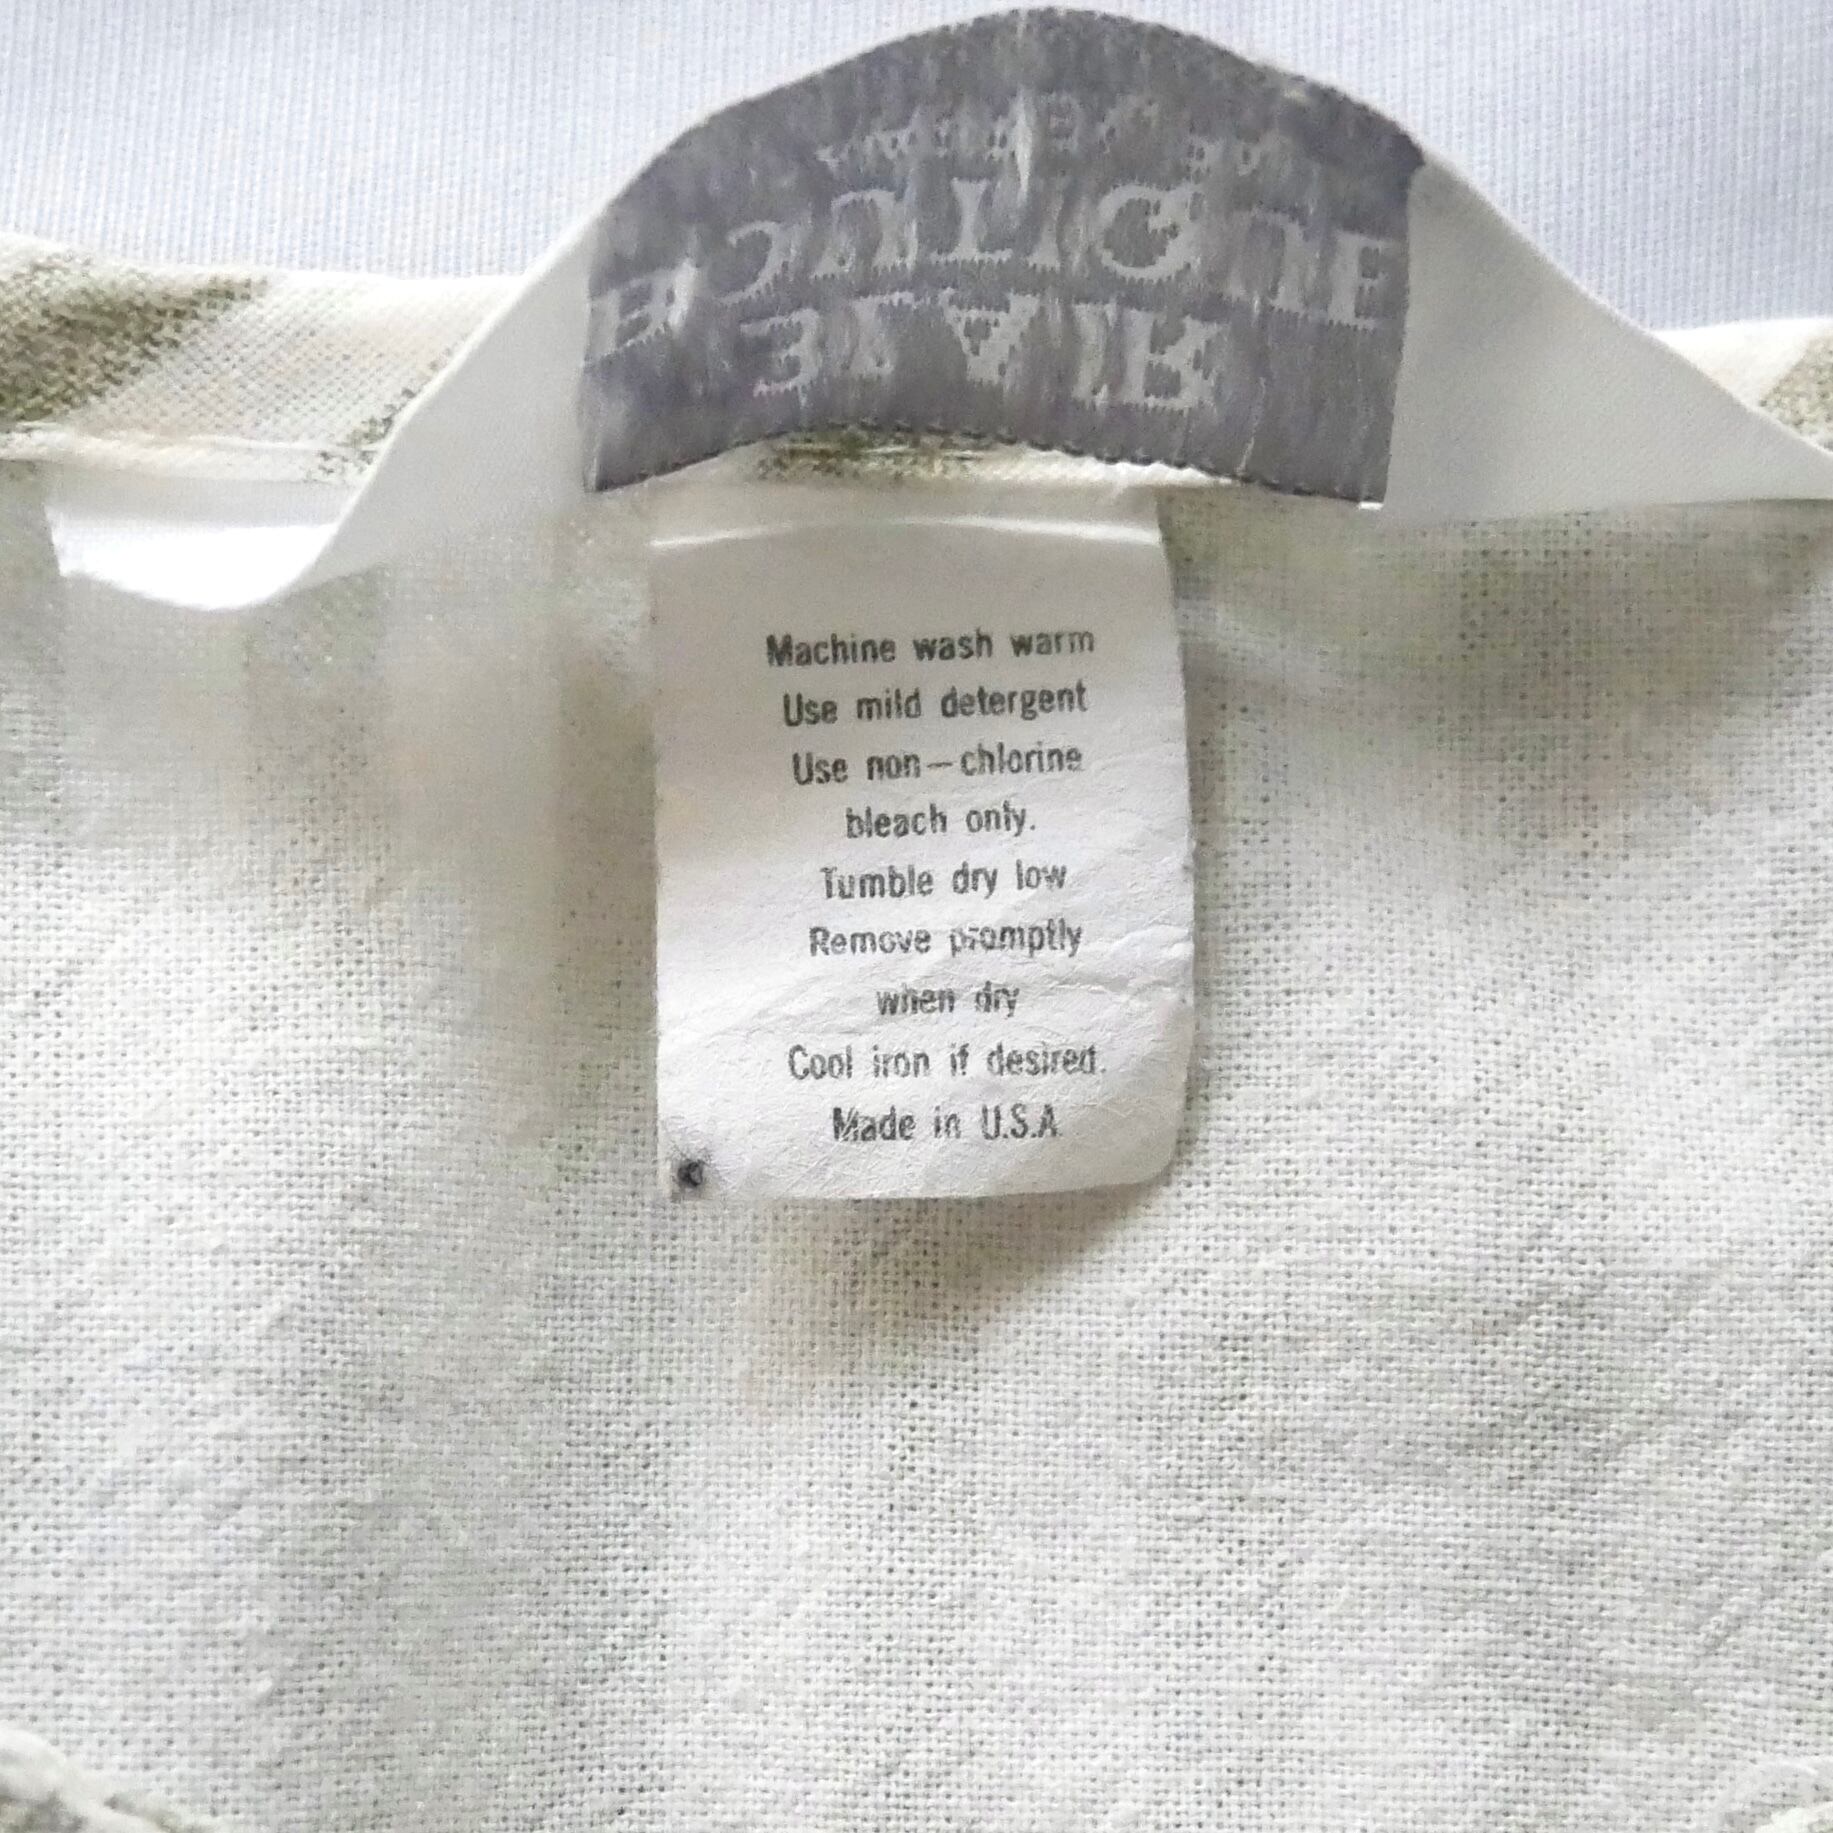 Machine wash warm
Use mild detergent
Use non-chlorine
bleach only.
Tumble dry low
Remove promptly
when dry
Cool iron if desired.
Made in U.S.A